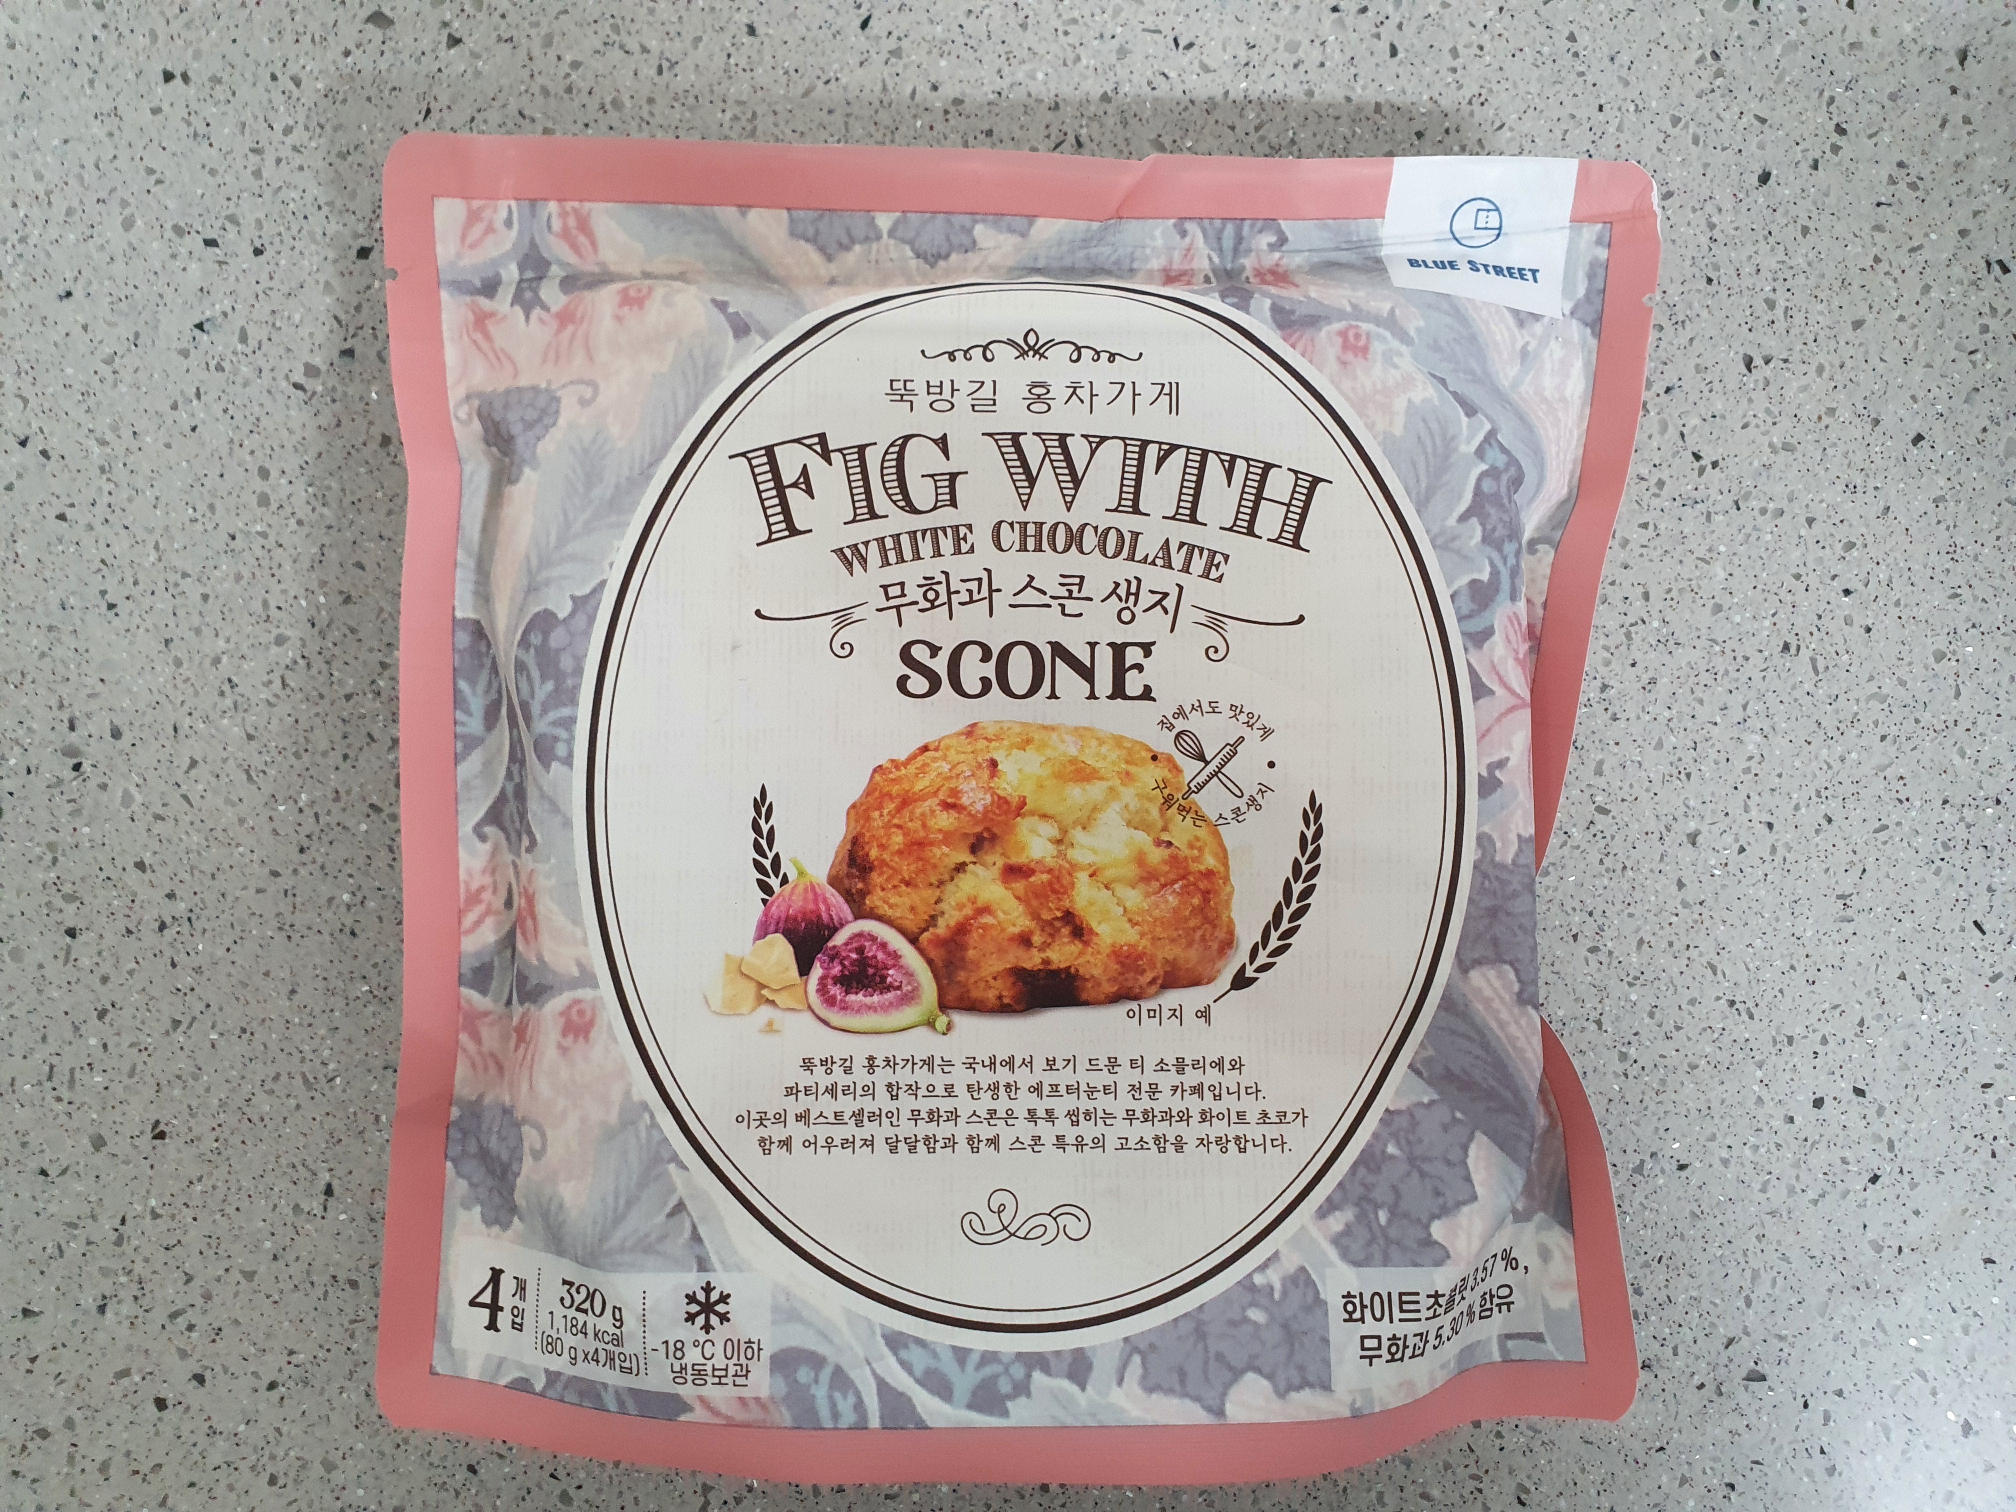 BLUE STREET
뚝방길 홍차가게
FIG WITH
WHITE CHOCOLATE
무화과 스콘 생지
SCONE
집에서도 맛있게
구워먹는 스콘생지
이미지 예
뚝방길 홍차가게는 국내에서 보기 드문 티 소믈리에와
파티세리의 합작으로 탄생한 에프터눈티 전문 카페입니다.
이곳의 베스트셀러인 무화과 스콘은 톡톡 씹히는 무화과와 화이트 초코가
함께 어우러져 달달함과 함께 스콘 특유의 고소함을 자랑합니다.
4개입
320 g
1,184 kcal
(80 g x4개입)
-18 °C 이하
냉동보관
화이트초콜릿 3.57 %,
무화과 5.30 % 함유